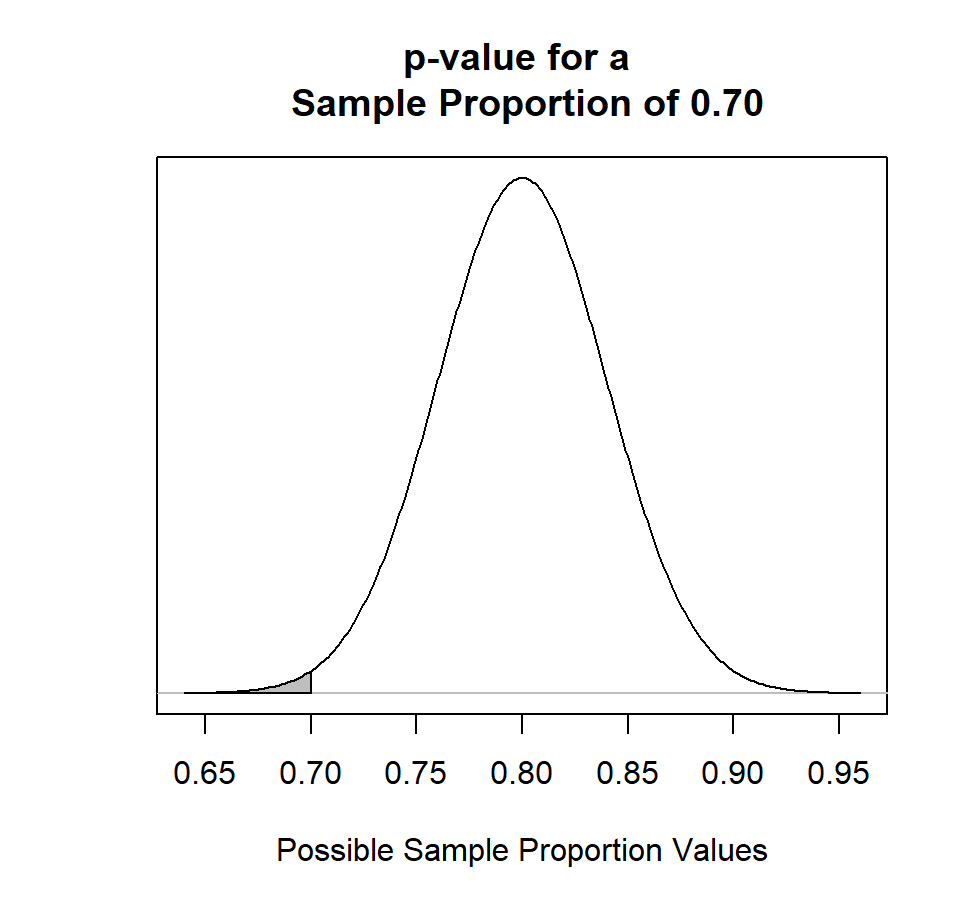 p-value for a
Sample Proportion of 0.70
0.65 0.70 0.75 0.80 0.85 0.90 0.95
Possible Sample Proportion Values